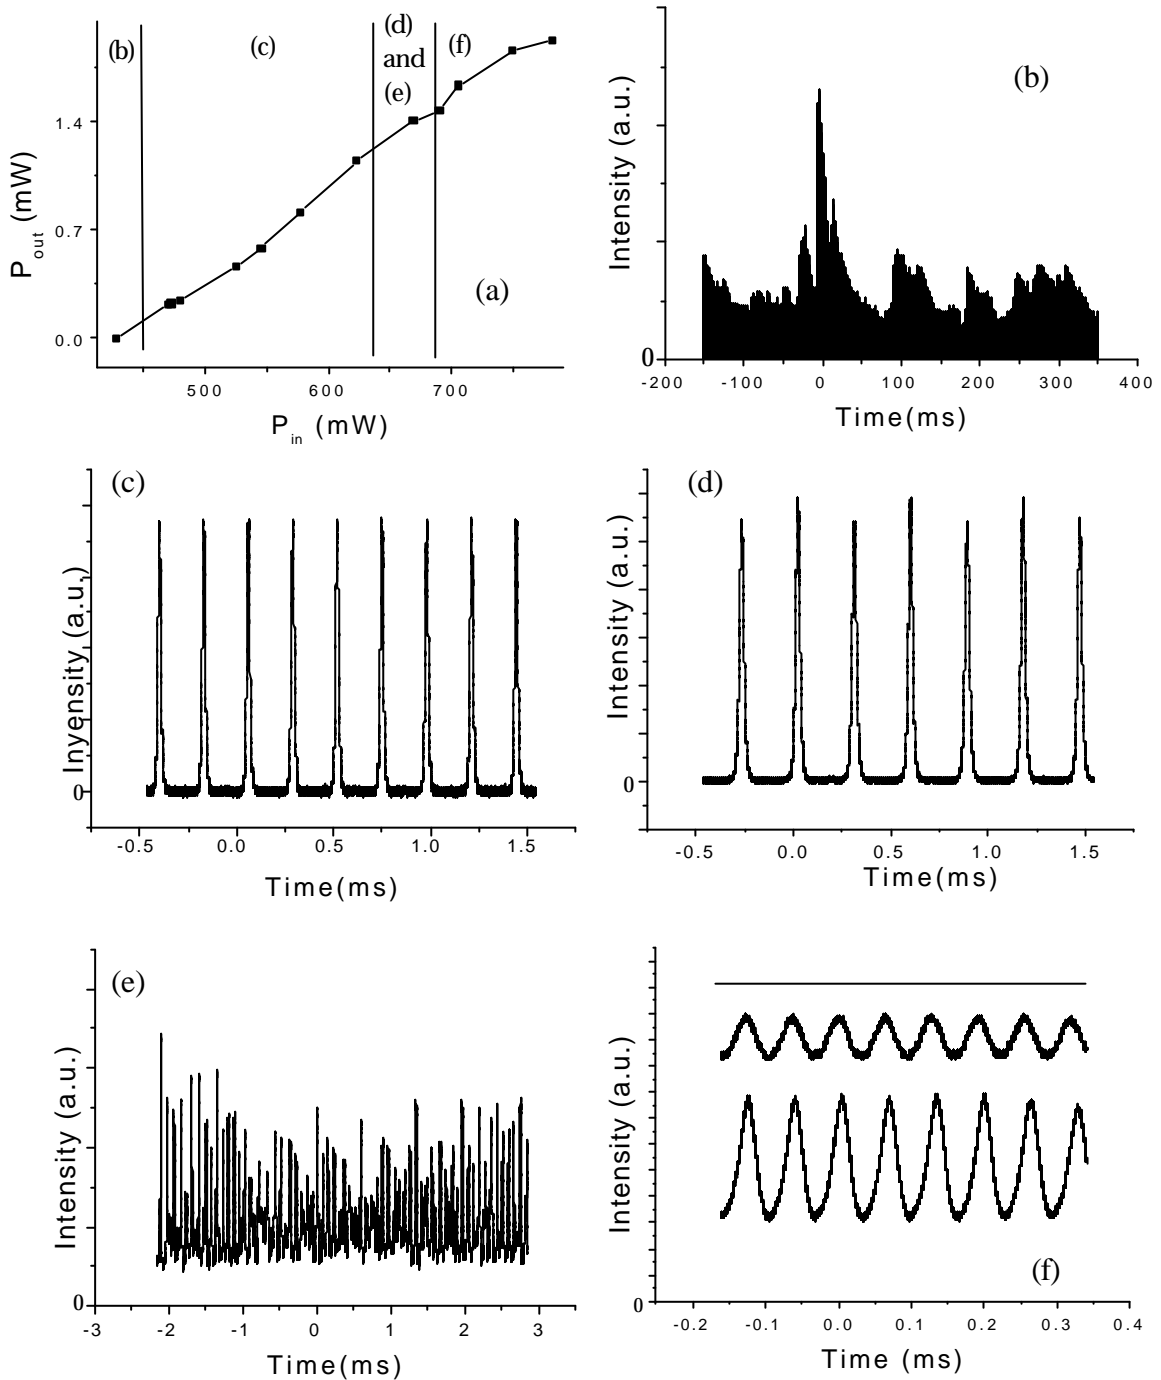 (b)
(c)
(d)
and
(e)
(f)
1.4
0.7
0.0
P_out (mW)
(a)
500 600 700
P_in (mW)
(b)
Intensity (a.u.)
0
-200 -100 0 100 200 300 400
Time(ms)
(c)
Inyensity (a.u.)
0
-0.5 0.0 0.5 1.0 1.5
Time(ms)
(d)
Intensity (a.u.)
0
-0.5 0.0 0.5 1.0 1.5
Time(ms)
(e)
Intensity (a.u.)
0
-3 -2 -1 0 1 2 3
Time(ms)
Intensity (a.u.)
0
(f)
-0.2 -0.1 0.0 0.1 0.2 0.3 0.4
Time (ms)